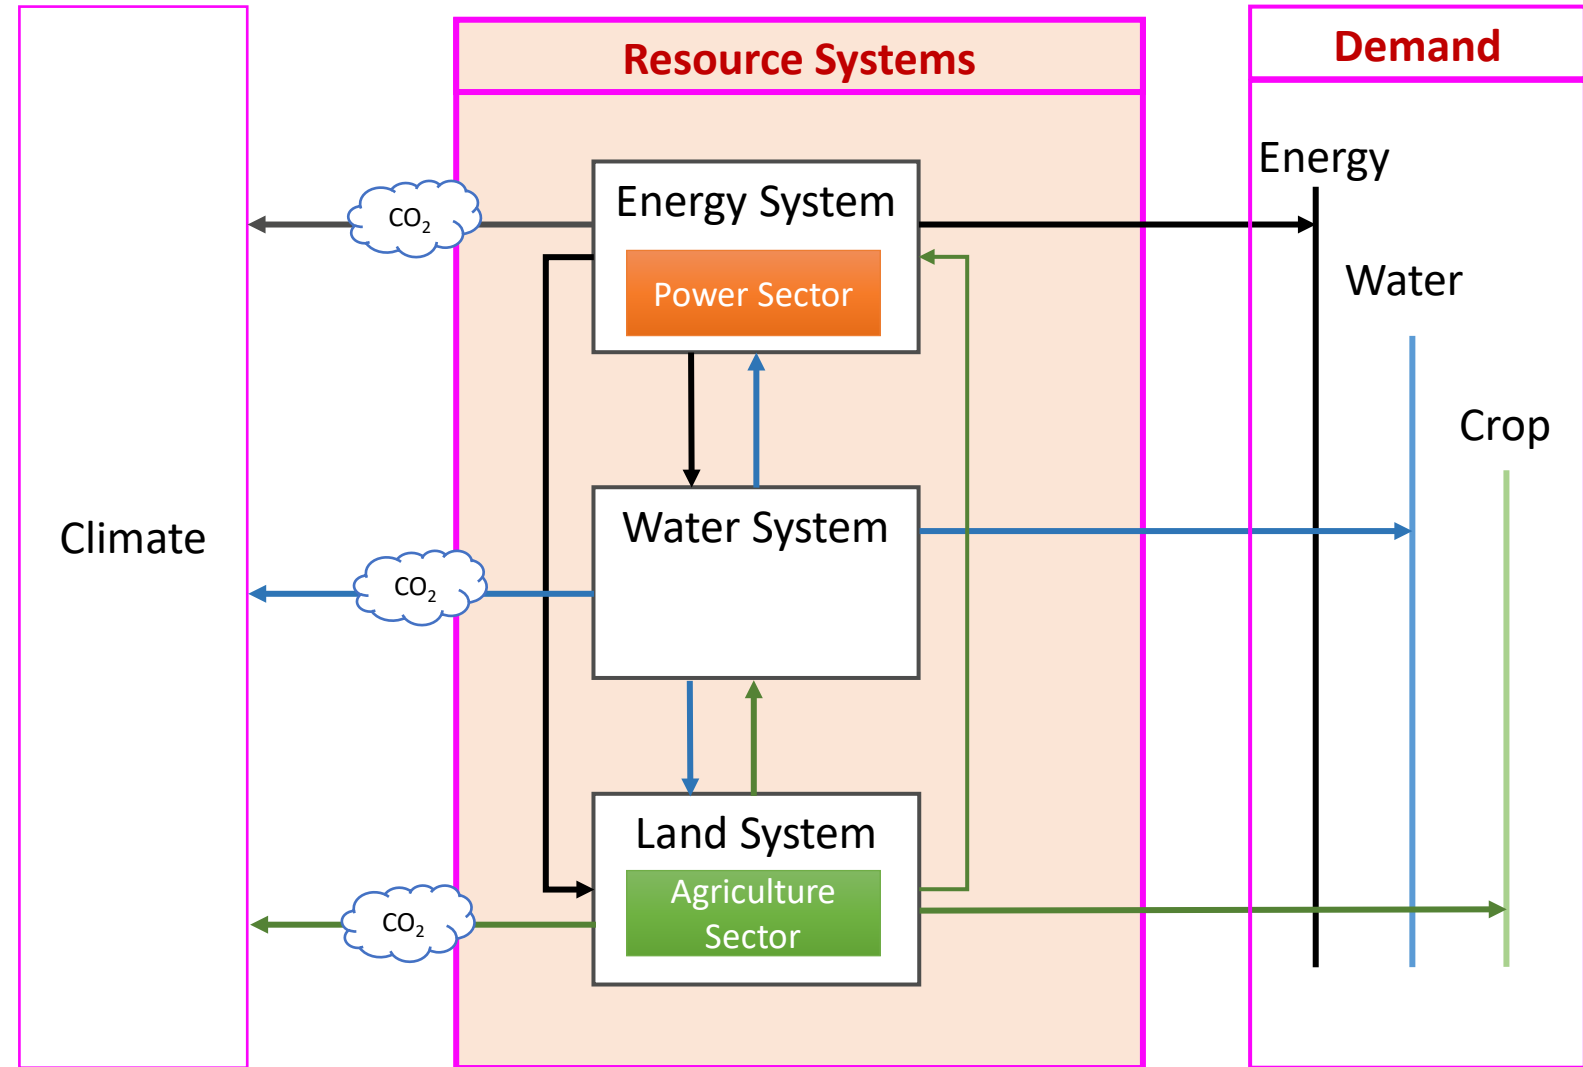 Climate
Resource Systems
CO₂
Energy System
Power Sector
CO₂
Water System
CO₂
Land System
Agriculture
Sector
Demand
Energy
Water
Crop